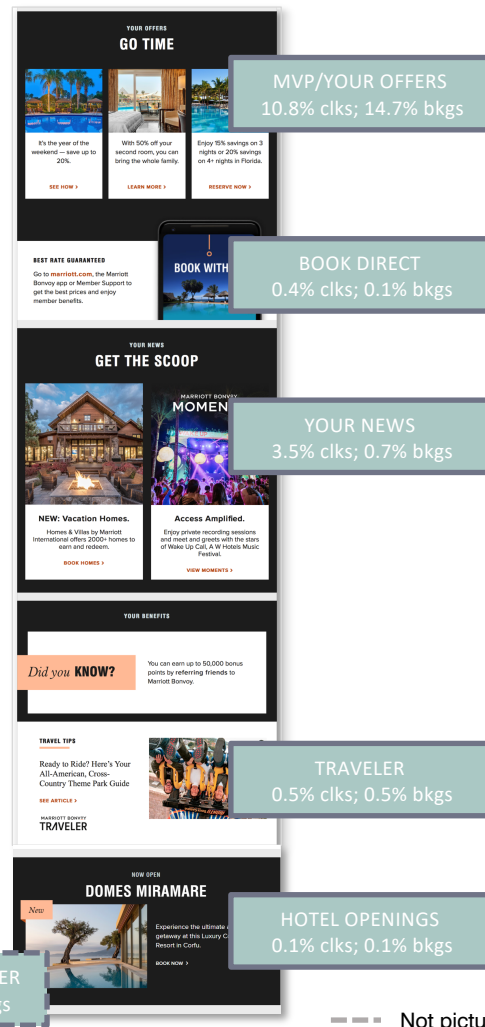 YOUR OFFERS
GO TIME
MVP/YOUR OFFERS
10.8% clks; 14.7% bkgs
It's the year of the
weekend — save up to
20%.
SEE HOW >
With 50% off your
second room, you can
bring the whole family.
LEARN MORE >
Enjoy 15% savings on 3
nights or 20% savings
on 4+ nights in Florida.
RESERVE NOW >
BEST RATE GUARANTEED
Go to marriott.com, the Marriott
Bonvoy app or Member Support to
get the best prices and enjoy
member benefits.
BOOK WITH
BOOK DIRECT
0.4% clks; 0.1% bkgs
YOUR NEWS
GET THE SCOOP
MARRIOTT BONVOY
MOMEN
YOUR NEWS
3.5% clks; 0.7% bkgs
NEW: Vacation Homes.
Homes & Villas by Marriott
International offers 2000+ homes to
earn and redeem.
BOOK HOMES >
Access Amplified.
Enjoy private recording sessions
and meet and greets with the stars
of Wake Up Call, A W Hotels Music
Festival.
VIEW MOMENTS >
YOUR BENEFITS
Did you KNOW?
You can earn up to 50,000 bonus
points by referring friends to
Marriott Bonvoy.
TRAVEL TIPS
Ready to Ride? Here's Your
All-American, Cross-
Country Theme Park Guide
SEE ARTICLE >
MARRIOTT BONVOY
TRAVELER
TRAVELER
0.5% clks; 0.5% bkgs
NOW OPEN
DOMES MIRAMARE
New
Experience the ultimate
getaway at this Luxury
Resort in Corfu.
BOOK NOW >
HOTEL OPENINGS
0.1% clks; 0.1% bkgs
Not